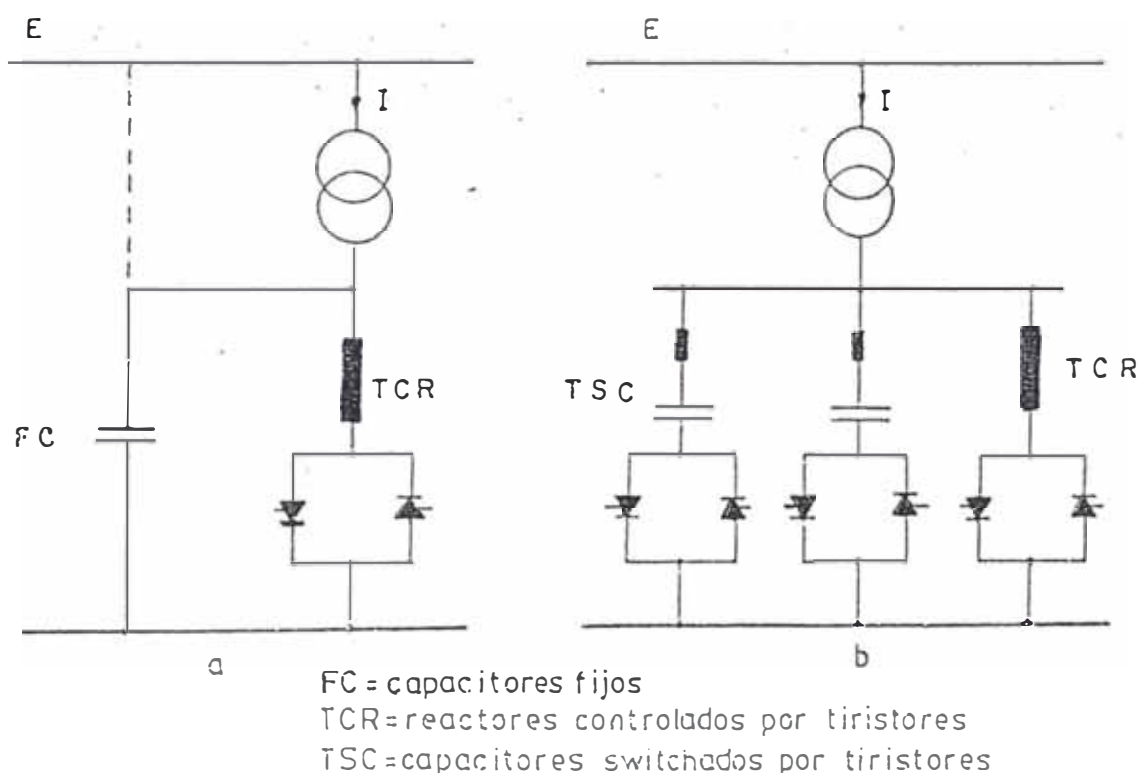 E
I
TCR
FC
a
E
I
TSC
TCR
b
FC=capacitores fijos
TCR=reactores controlados por tiristores
TSC=capacitores switchados por tiristores